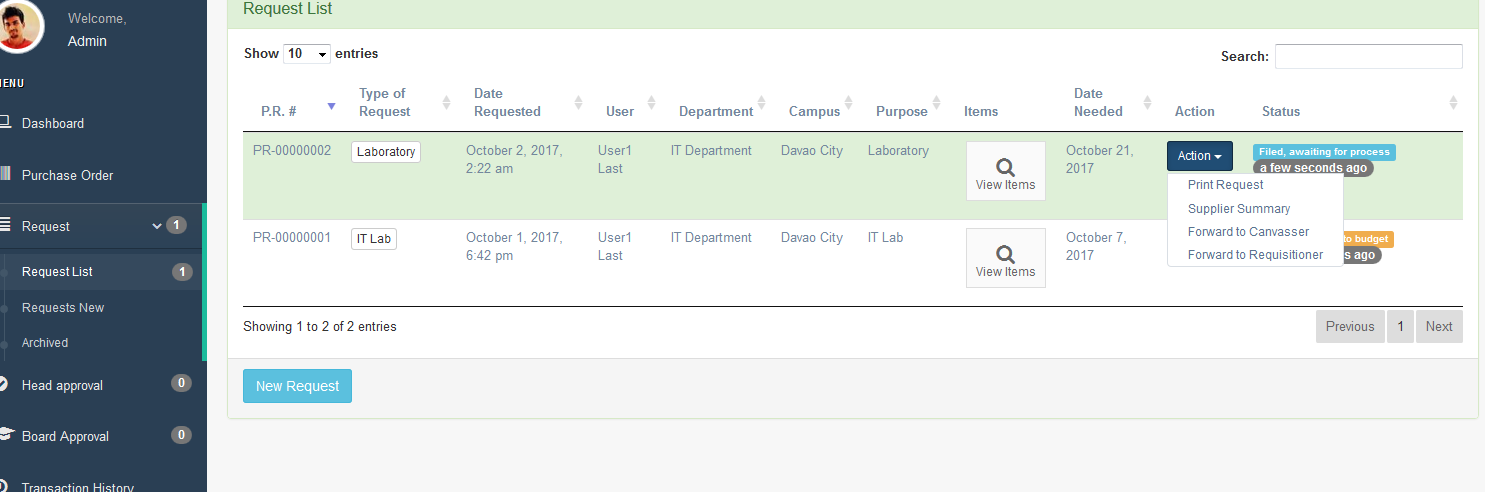 Welcome,
Admin
MENU
Dashboard
Purchase Order
Request 1
Request List 1
Requests New
Archived
Head approval 0
Board Approval 0
Transaction History
Request List
Show 10 entries
Search:
P.R. # Type of Request Date Requested User Department Campus Purpose Items Date Needed Action Status
PR-00000002 Laboratory October 2, 2017, 2:22 am User1 Last IT Department Davao City Laboratory View Items October 21, 2017 Action Filed, awaiting for process a few seconds ago
Print Request
Supplier Summary
Forward to Canvasser
Forward to Requisitioner
PR-00000001 IT Lab October 1, 2017, 6:42 pm User1 Last IT Department Davao City IT Lab View Items October 7, 2017 to budget s ago
Showing 1 to 2 of 2 entries
Previous 1 Next
New Request